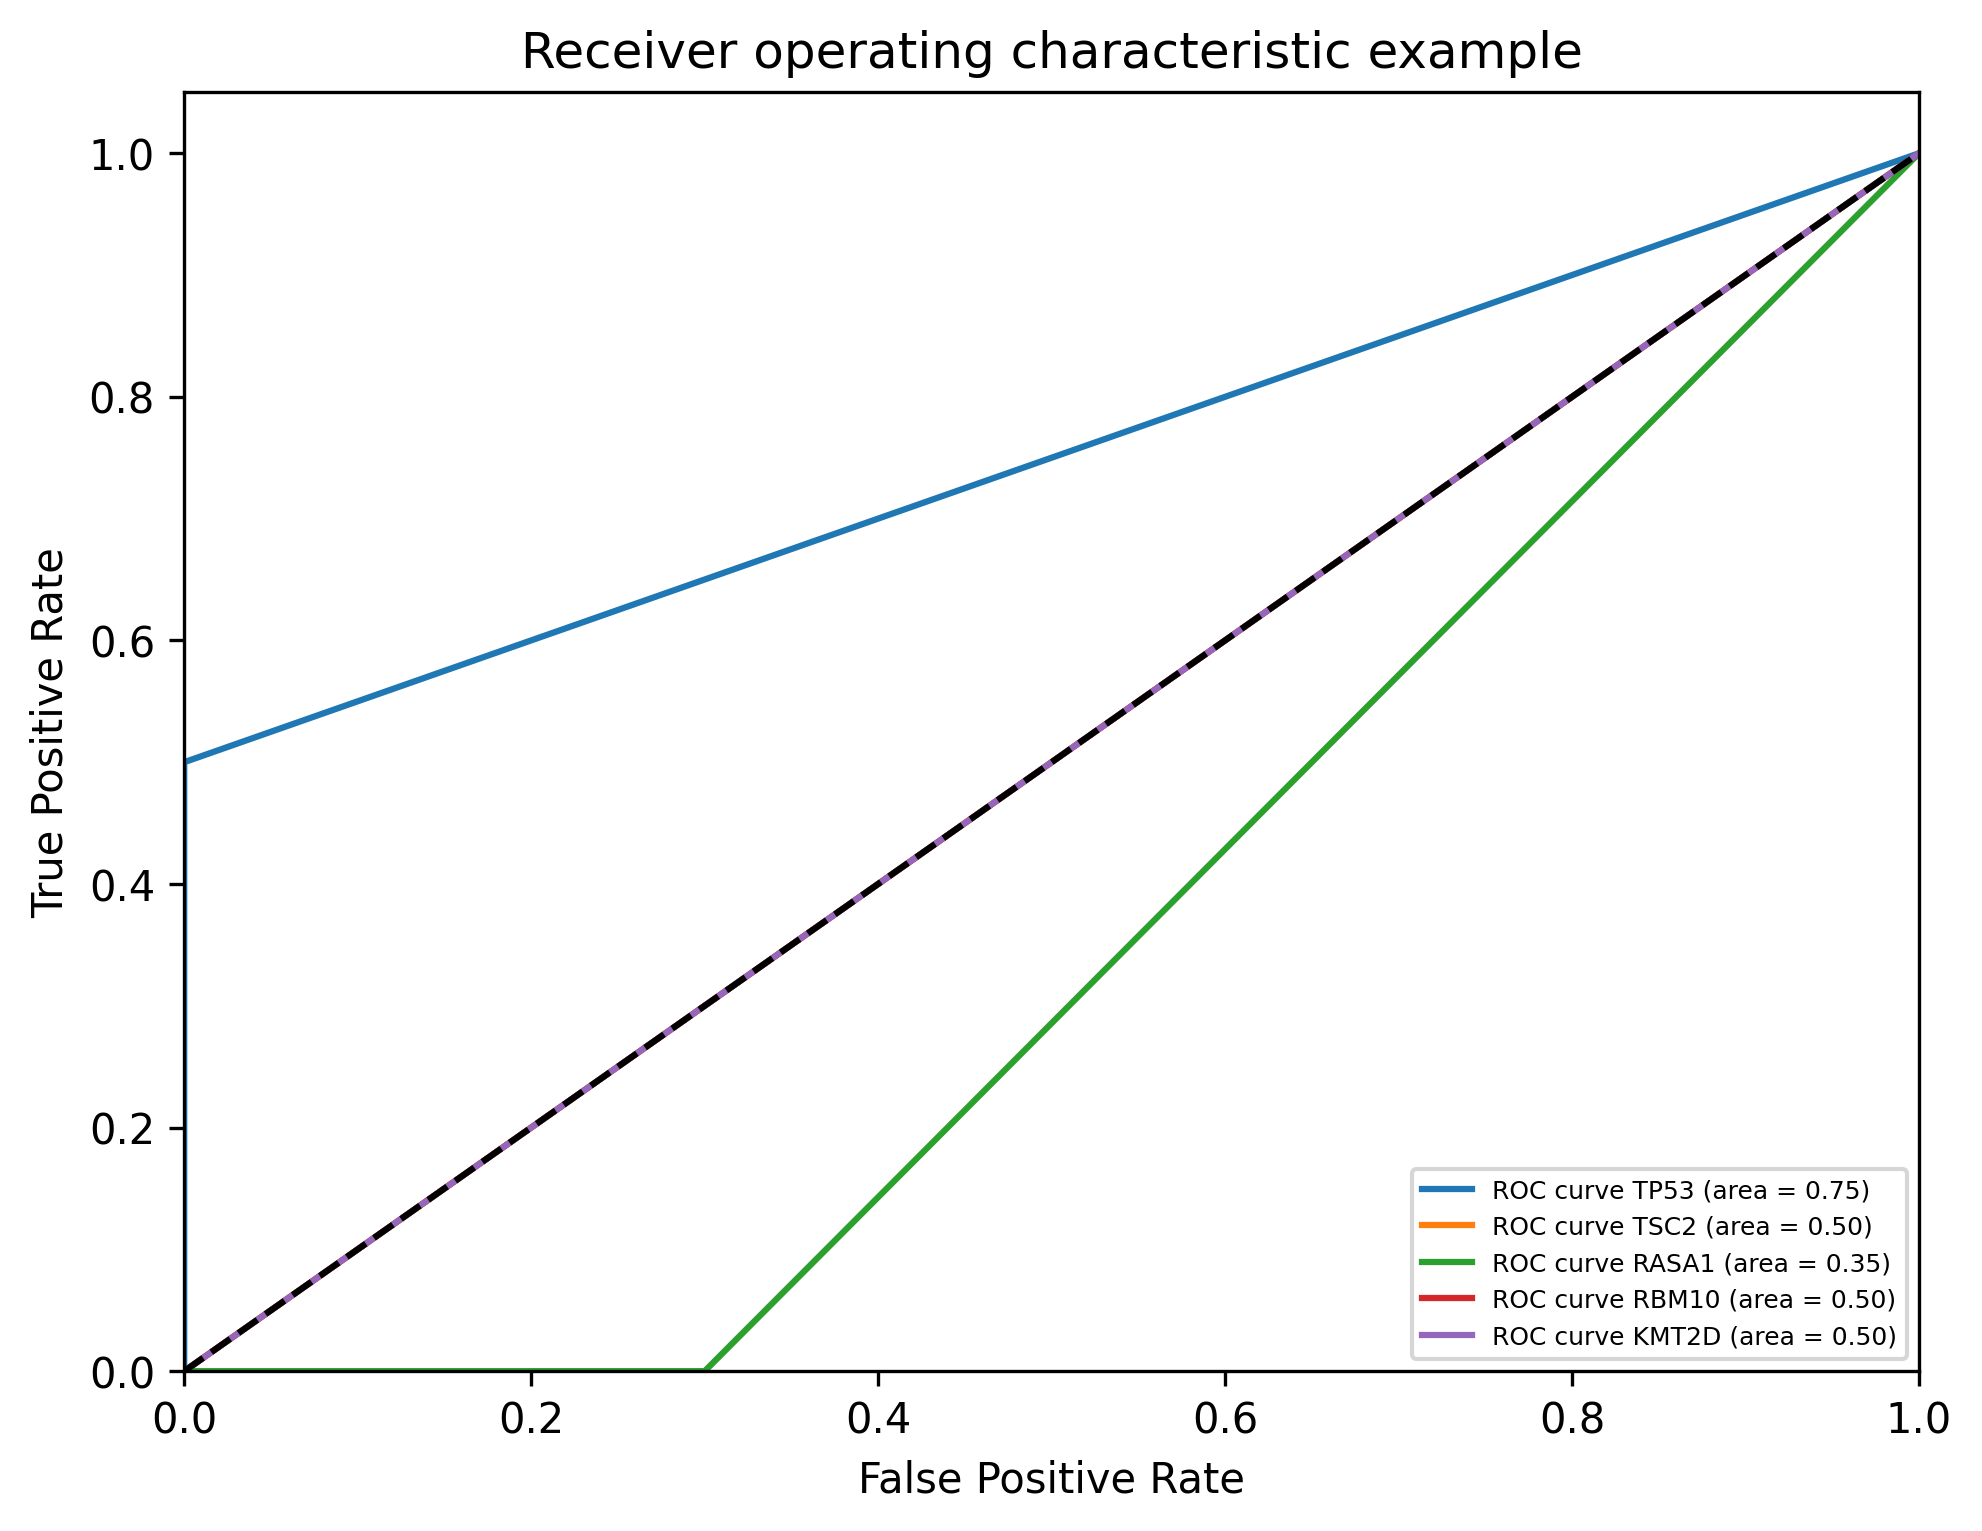 Receiver operating characteristic example
True Positive Rate
1.0
0.8
0.6
0.4
0.2
0.0
0.0 0.2 0.4 0.6 0.8 1.0
False Positive Rate
ROC curve TP53 (area = 0.75)
ROC curve TSC2 (area = 0.50)
ROC curve RASA1 (area = 0.35)
ROC curve RBM10 (area = 0.50)
ROC curve KMT2D (area = 0.50)